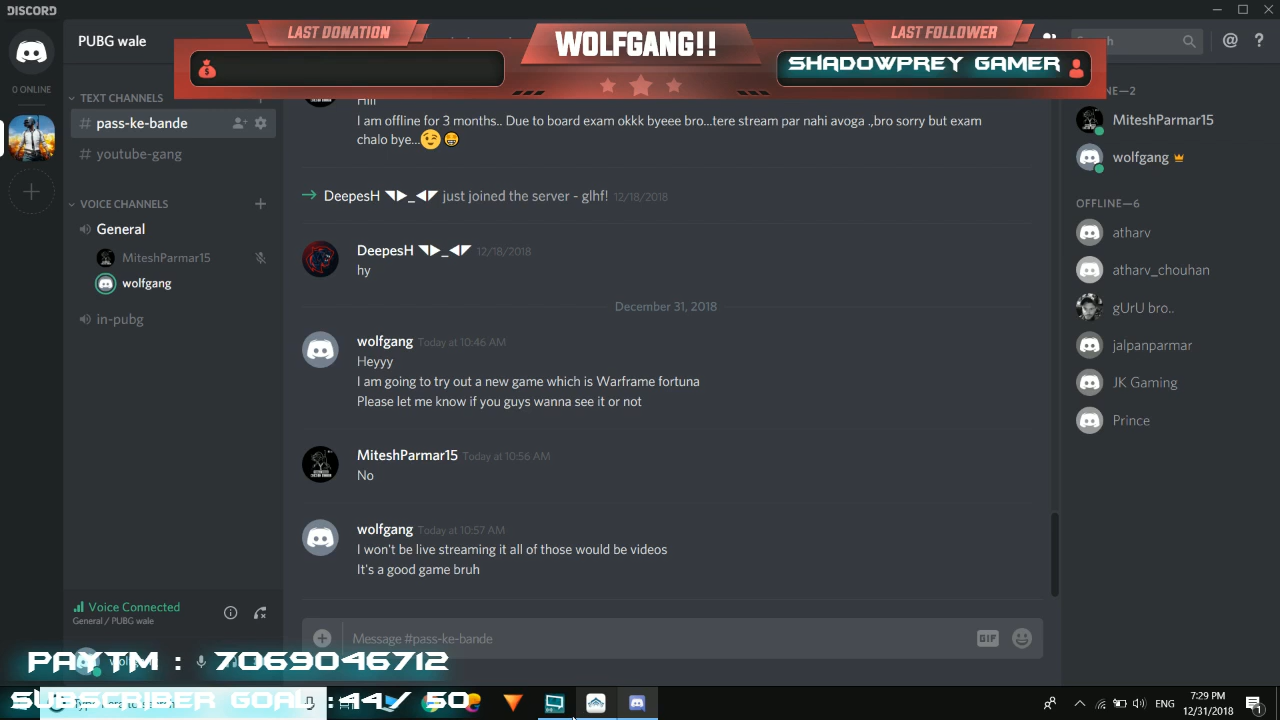 DISCORD
LAST DONATION
WOLFGANG!!
LAST FOLLOWER
SHADOWPREY GAMER
0 ONLINE
PUBG wale
TEXT CHANNELS
# pass-ke-bande
# youtube-gang
VOICE CHANNELS
General
MiteshParmar15
wolfgang
in-pubg
Voice Connected
General / PUBG wale
I am offline for 3 months.. Due to board exam okkk byeee bro...tere stream par nahi avoga .,bro sorry but exam
chalo bye...😉😁
DeepesH ◥▶_◀◤ just joined the server - glhf! 12/18/2018
DeepesH ◥▶_◀◤ 12/18/2018
hy
December 31, 2018
wolfgang Today at 10:46 AM
Heyyy
I am going to try out a new game which is Warframe fortuna
Please let me know if you guys wanna see it or not
MiteshParmar15 Today at 10:56 AM
No
wolfgang Today at 10:57 AM
I won't be live streaming it all of those would be videos
It's a good game bruh
Message #pass-ke-bande
GIF
MiteshParmar15
wolfgang
OFFLINE—6
atharv
atharv_chouhan
gUrU bro..
jalpanparmar
JK Gaming
Prince
PAYTM : 7069046712
SUBSCRIBER GOAL :44/ 50
ENG
7:29 PM
12/31/2018